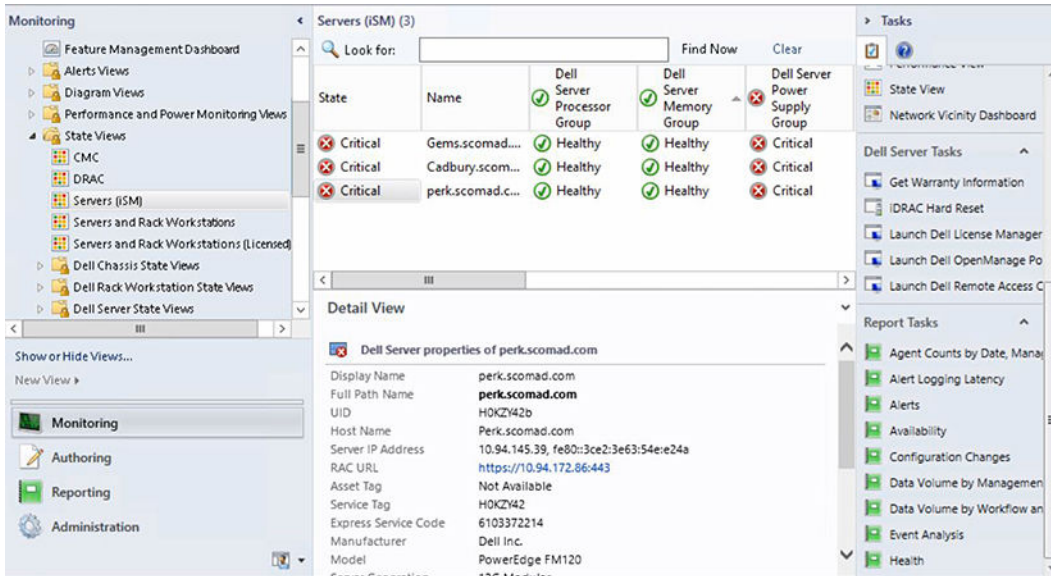 Monitoring
Feature Management Dashboard
Alerts Views
Diagram Views
Performance and Power Monitoring Views
State Views
CMC
DRAC
Servers (iSM)
Servers and Rack Workstations
Servers and Rack Workstations (Licensed)
Dell Chassis State Views
Dell Rack Workstation State Views
Dell Server State Views
Show or Hide Views...
New View
Monitoring
Authoring
Reporting
Administration
Servers (iSM) (3)
Look for:
Find Now
Clear
State
Name
Dell Server Processor Group
Dell Server Memory Group
Dell Server Power Supply Group
Critical Gems.scomad.... Healthy Healthy Critical
Critical Cadbury.scom... Healthy Healthy Critical
Critical perk.scomad.c... Healthy Healthy Critical
Detail View
Dell Server properties of perk.scomad.com
Display Name perk.scomad.com
Full Path Name perk.scomad.com
UID H0KZY42b
Host Name Perk.scomad.com
Server IP Address 10.94.145.39, fe80::3ce2:3e63:54e:e24a
RAC URL https://10.94.172.86:443
Asset Tag Not Available
Service Tag H0KZY42
Express Service Code 6103372214
Manufacturer Dell Inc.
Model PowerEdge FM120
Tasks
State View
Network Vicinity Dashboard
Dell Server Tasks
Get Warranty Information
iDRAC Hard Reset
Launch Dell License Manager
Launch Dell OpenManage Po
Launch Dell Remote Access C
Report Tasks
Agent Counts by Date, Mana
Alert Logging Latency
Alerts
Availability
Configuration Changes
Data Volume by Managemen
Data Volume by Workflow an
Event Analysis
Health